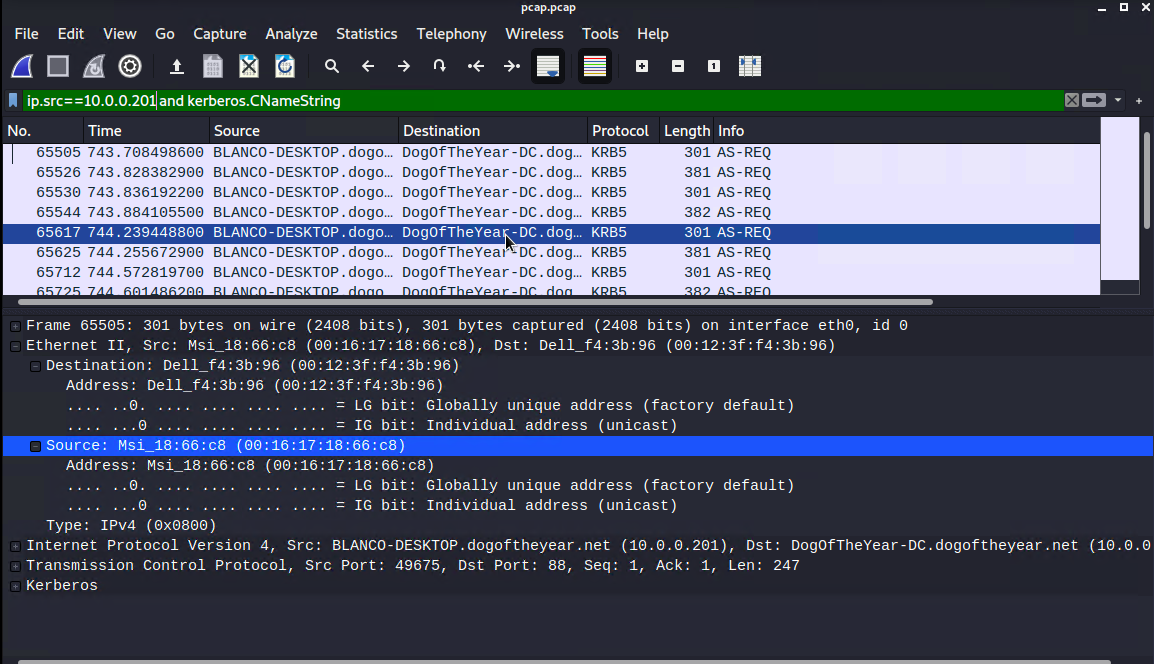 pcap.pcap
File Edit View Go Capture Analyze Statistics Telephony Wireless Tools Help
ip.src==10.0.0.201 and kerberos.CNameString
No. Time Source Destination Protocol Length Info
65505 743.708498600 BLANCO-DESKTOP.dogo… DogOfTheYear-DC.dog… KRB5 301 AS-REQ
65526 743.828382900 BLANCO-DESKTOP.dogo… DogOfTheYear-DC.dog… KRB5 381 AS-REQ
65530 743.836192200 BLANCO-DESKTOP.dogo… DogOfTheYear-DC.dog… KRB5 301 AS-REQ
65544 743.884105500 BLANCO-DESKTOP.dogo… DogOfTheYear-DC.dog… KRB5 382 AS-REQ
65617 744.239448800 BLANCO-DESKTOP.dogo… DogOfTheYear-DC.dog… KRB5 301 AS-REQ
65625 744.255672900 BLANCO-DESKTOP.dogo… DogOfTheYear-DC.dog… KRB5 381 AS-REQ
65712 744.572819700 BLANCO-DESKTOP.dogo… DogOfTheYear-DC.dog… KRB5 301 AS-REQ
65725 744.601486200 BLANCO-DESKTOP.dogo… DogOfTheYear-DC.dog… KRB5 382 AS-REQ
Frame 65505: 301 bytes on wire (2408 bits), 301 bytes captured (2408 bits) on interface eth0, id 0
Ethernet II, Src: Msi_18:66:c8 (00:16:17:18:66:c8), Dst: Dell_f4:3b:96 (00:12:3f:f4:3b:96)
Destination: Dell_f4:3b:96 (00:12:3f:f4:3b:96)
Address: Dell_f4:3b:96 (00:12:3f:f4:3b:96)
.... ..0. .... .... .... .... = LG bit: Globally unique address (factory default)
.... ...0 .... .... .... .... = IG bit: Individual address (unicast)
Source: Msi_18:66:c8 (00:16:17:18:66:c8)
Address: Msi_18:66:c8 (00:16:17:18:66:c8)
.... ..0. .... .... .... .... = LG bit: Globally unique address (factory default)
.... ...0 .... .... .... .... = IG bit: Individual address (unicast)
Type: IPv4 (0x0800)
Internet Protocol Version 4, Src: BLANCO-DESKTOP.dogoftheyear.net (10.0.0.201), Dst: DogOfTheYear-DC.dogoftheyear.net (10.0.0
Transmission Control Protocol, Src Port: 49675, Dst Port: 88, Seq: 1, Ack: 1, Len: 247
Kerberos